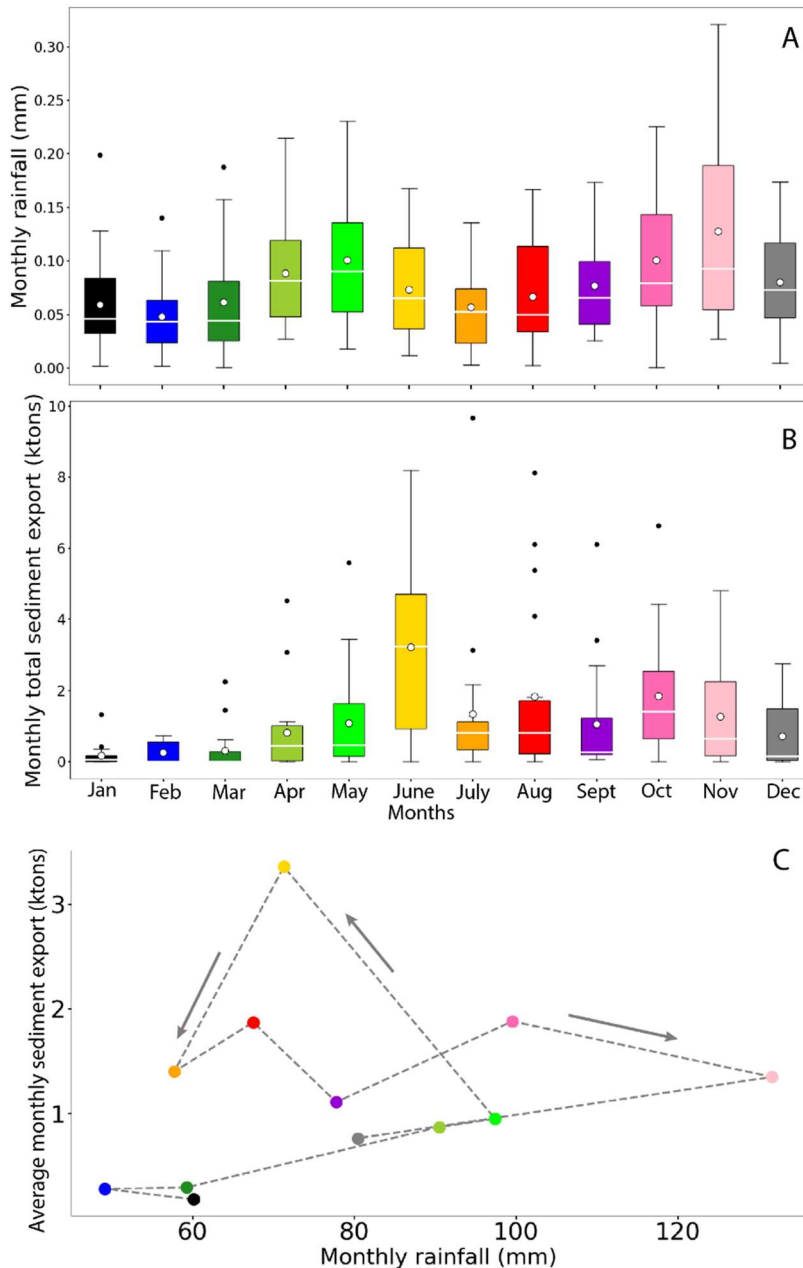 A
Monthly rainfall (mm)
0.30
0.25
0.20
0.15
0.10
0.05
0.00
B
Monthly total sediment export (ktons)
10
8
6
4
2
0
Jan Feb Mar Apr May June July Aug Sept Oct Nov Dec
Months
C
Average monthly sediment export (ktons)
3
2
1
60 80 100 120
Monthly rainfall (mm)